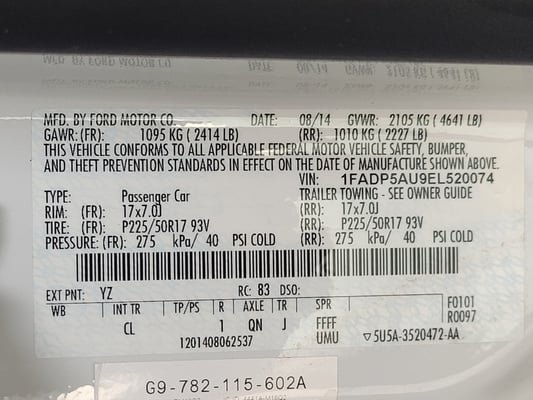 MFD. BY FORD MOTOR CO. DATE: 08/14 GVWR: 2105 KG ( 4641 LB)
GAWR: (FR): 1095 KG ( 2414 LB) (RR): 1010 KG ( 2227 LB)
THIS VEHICLE CONFORMS TO ALL APPLICABLE FEDERAL MOTOR VEHICLE SAFETY, BUMPER,
AND THEFT PREVENTION STANDARDS IN EFFECT ON THE DATE OF MANUFACTURE SHOWN ABOVE.
VIN: 1FADP5AU9EL520074
TYPE: Passenger Car TRAILER TOWING - SEE OWNER GUIDE
RIM: (FR): 17x7.0J (RR): 17x7.0J
TIRE: (FR): P225/50R17 93V (RR): P225/50R17 93V
PRESSURE: (FR): 275 kPa/ 40 PSI COLD (RR): 275 kPa/ 40 PSI COLD
EXT PNT: YZ RC: 83 DSO:
WB INT TR TP/PS R AXLE TR SPR F0101
R0097
CL 1 QN J FFFF
1201408062537 UMU ▽5U5A-3520472-AA
G9-782-115-602A